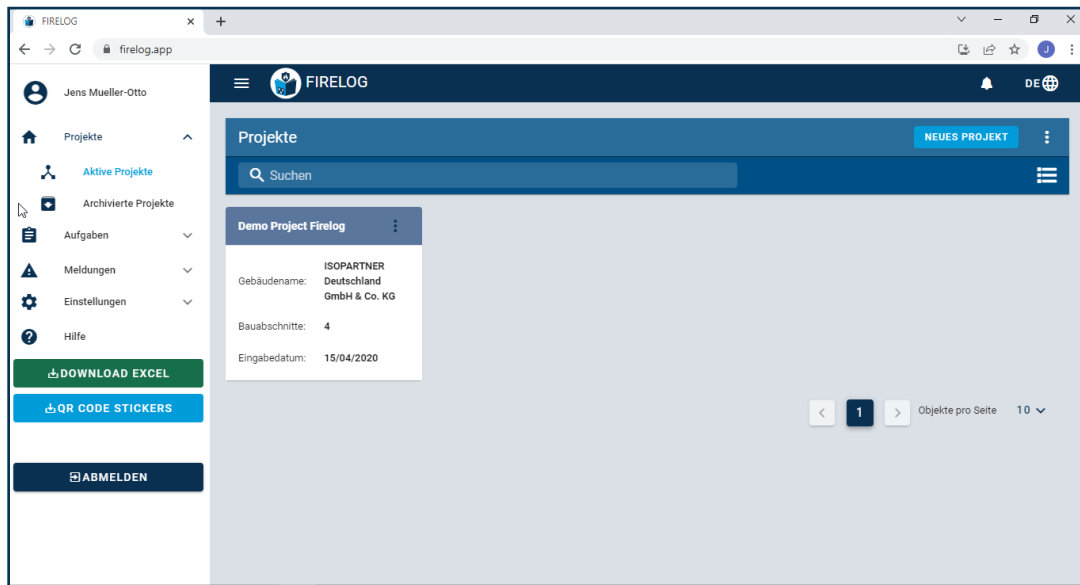 FIRELOG
firelog.app
J
Jens Mueller-Otto
FIRELOG
DE
Projekte
Aktive Projekte
Archivierte Projekte
Aufgaben
Meldungen
Einstellungen
Hilfe
DOWNLOAD EXCEL
QR CODE STICKERS
ABMELDEN
Projekte
NEUES PROJEKT
Suchen
Demo Project Firelog
Gebäudename: ISOPARTNER
Deutschland
GmbH & Co. KG
Bauabschnitte: 4
Eingabedatum: 15/04/2020
1 Objekte pro Seite 10